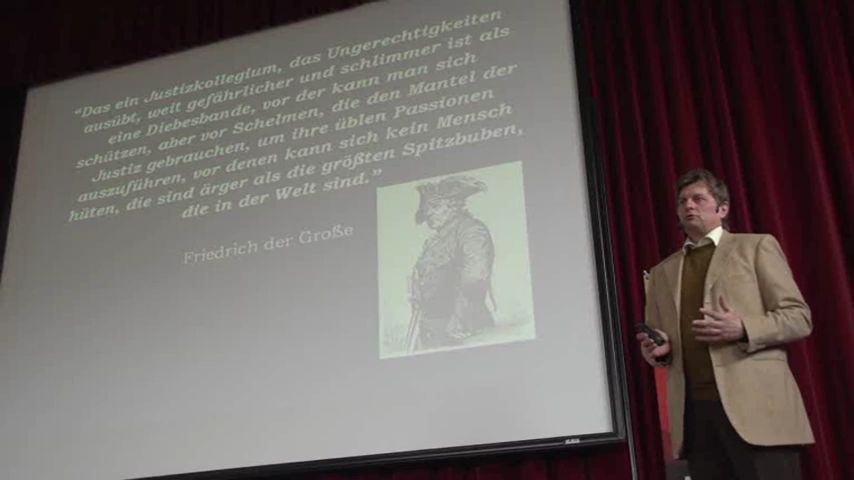 "Das ein Justizkollegium, das Ungerechtigkeiten
ausübt, weit gefährlicher und schlimmer ist als
eine Diebesbande, vor der kann man sich
schützen, aber vor Schelmen, die den Mantel der
Justiz gebrauchen, um ihre üblen Passionen
auszuführen, vor denen kann sich kein Mensch
hüten, die sind ärger als die größten Spitzbuben,
die in der Welt sind."
Friedrich der Große